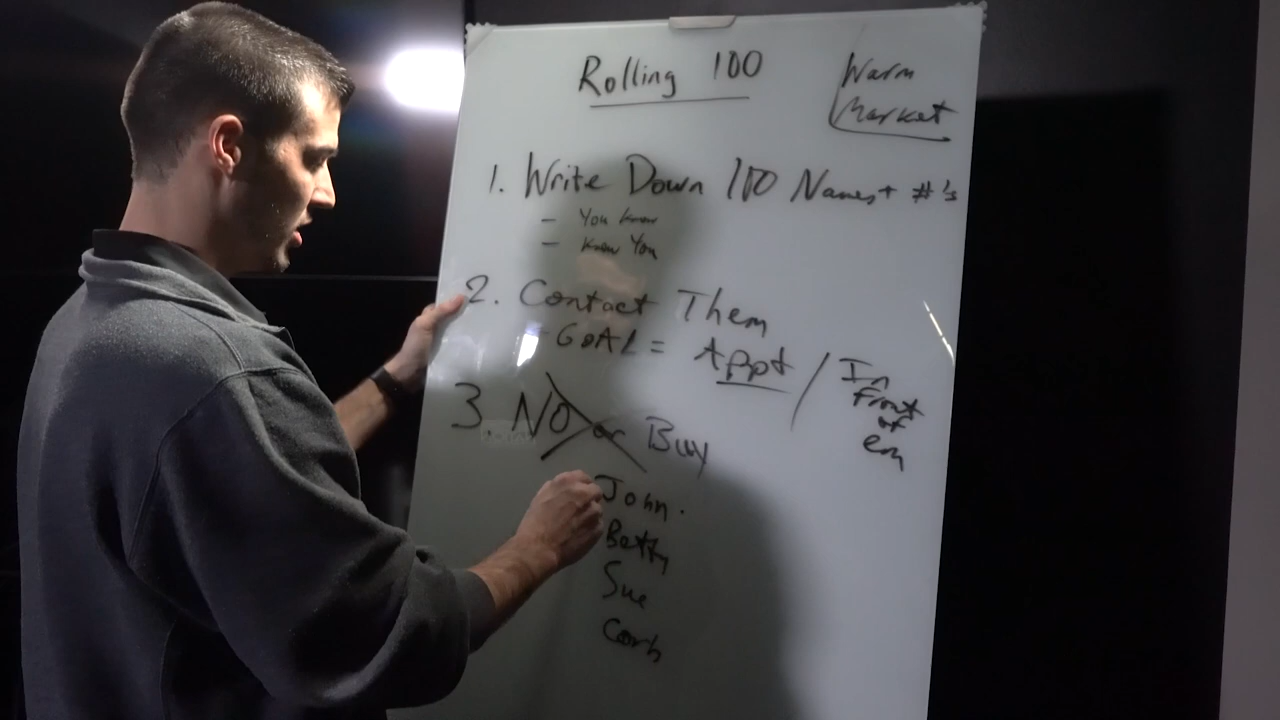 Rolling 100
Warm
Market
1. Write Down 100 Names + #'s
- You know
- Know You
2. Contact Them
- GOAL = Appt / In
front
of
em
3 NO or Buy
John.
Betty
Sue